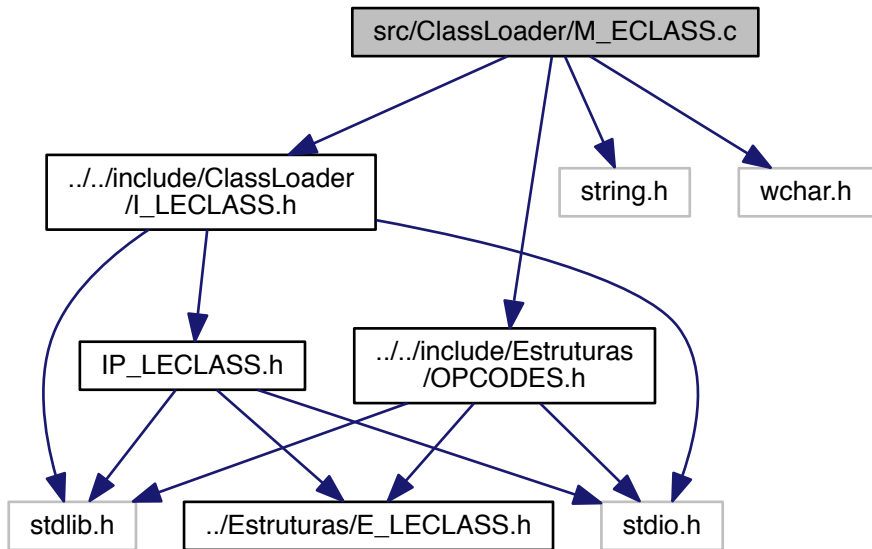 src/ClassLoader/M_ECLASS.c
../../include/ClassLoader
/I_LECLASS.h
string.h
wchar.h
IP_LECLASS.h
../../include/Estruturas
/OPCODES.h
stdlib.h
../Estruturas/E_LECLASS.h
stdio.h